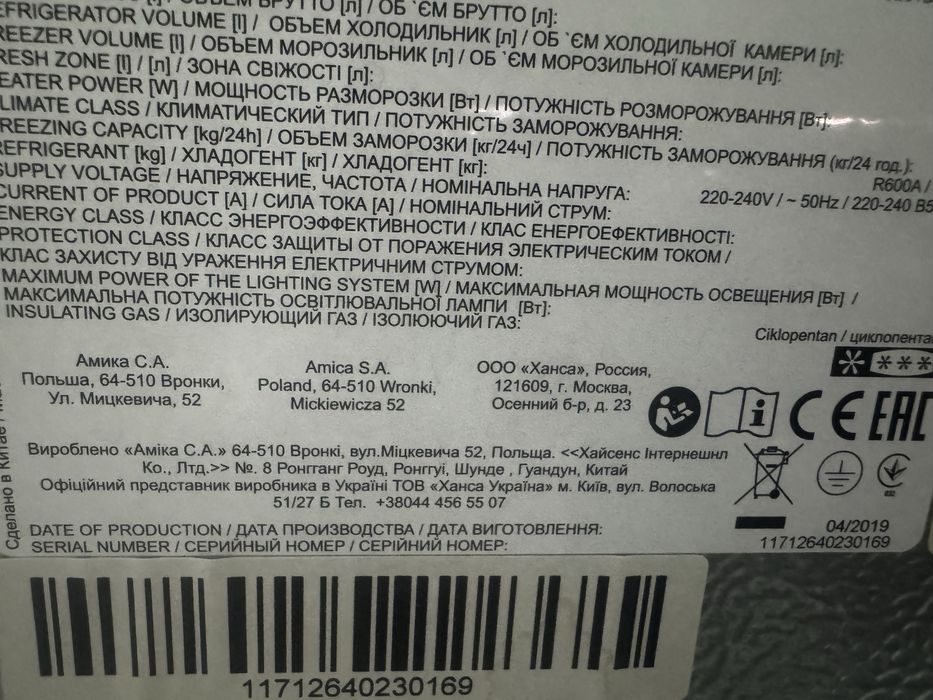 БРУТТО [л] / ОБ `ЄМ БРУТТО [л]:
EFRIGERATOR VOLUME [l] / ОБЪЕМ ХОЛОДИЛЬНИК [л] / ОБ `ЄМ ХОЛОДИЛЬНОЇ КАМЕРИ [л]:
REEZER VOLUME [l] / ОБЪЕМ МОРОЗИЛЬНИК [л] / ОБ `ЄМ МОРОЗИЛЬНОЇ КАМЕРИ [л]:
RESH ZONE [l] / [л] / ЗОНА СВІЖОСТІ [л]:
EATER POWER [W] / МОЩНОСТЬ РАЗМОРОЗКИ [Вт] / ПОТУЖНІСТЬ РОЗМОРОЖУВАННЯ [Вт]:
LIMATE CLASS / КЛИМАТИЧЕСКИЙ ТИП / ПОТУЖНІСТЬ ЗАМОРОЖУВАННЯ:
REEZING CAPACITY [kg/24h] / ОБЪЕМ ЗАМОРОЗКИ [кг/24ч] / ПОТУЖНІСТЬ ЗАМОРОЖУВАННЯ (кг/24 год.):
REFRIGERANT [kg] / ХЛАДОГЕНТ [кг] / ХЛАДОГЕНТ [кг]: R600A /
SUPPLY VOLTAGE / НАПРЯЖЕНИЕ, ЧАСТОТА / НОМІНАЛЬНА НАПРУГА: 220-240V / ~ 50Hz / 220-240 В5
CURRENT OF PRODUCT [A] / СИЛА ТОКА [A] / НОМІНАЛЬНИЙ СТРУМ:
ENERGY CLASS / КЛАСС ЭНЕРГОЭФФЕКТИВНОСТИ / КЛАС ЕНЕРГОЕФЕКТИВНОСТІ:
PROTECTION CLASS / КЛАСС ЗАЩИТЫ ОТ ПОРАЖЕНИЯ ЭЛЕКТРИЧЕСКИМ ТОКОМ /
КЛАС ЗАХИСТУ ВІД УРАЖЕННЯ ЕЛЕКТРИЧНИМ СТРУМОМ:
MAXIMUM POWER OF THE LIGHTING SYSTEM [W] / МАКСИМАЛЬНАЯ МОЩНОСТЬ ОСВЕЩЕНИЯ [Вт] /
МАКСИМАЛЬНА ПОТУЖНІСТЬ ОСВІТЛЮВАЛЬНОЇ ЛАМПИ [Вт]:
INSULATING GAS / ИЗОЛИРУЮЩИЙ ГАЗ / ІЗОЛЮЮЧИЙ ГАЗ:
Ciklopentan / циклопента
Амика С.А.
Польша, 64-510 Вронки,
Ул. Мицкевича, 52
Amica S.A.
Poland, 64-510 Wronki,
Mickiewicza 52
ООО «Ханса», Россия,
121609, г. Москва,
Осенний б-р, д. 23
CE EAC
Сделано в Китае /
Вироблено «Аміка С.А.» 64-510 Вронкі, вул.Міцкевича 52, Польща. <<Хайсенс Інтернешнл
Ко., Лтд.>> №. 8 Ронгганг Роуд, Ронггуі, Шунде , Гуандун, Китай
Офіційний представник виробника в Україні ТОВ «Ханса Україна» м. Київ, вул. Волоська
51/27 Б Тел. +38044 456 55 07
DATE OF PRODUCTION / ДАТА ПРОИЗВОДСТВА / ДАТА ВИГОТОВЛЕННЯ: 04/2019
SERIAL NUMBER / СЕРИЙНЫЙ НОМЕР / СЕРІЙНИЙ НОМЕР: 11712640230169
11712640230169